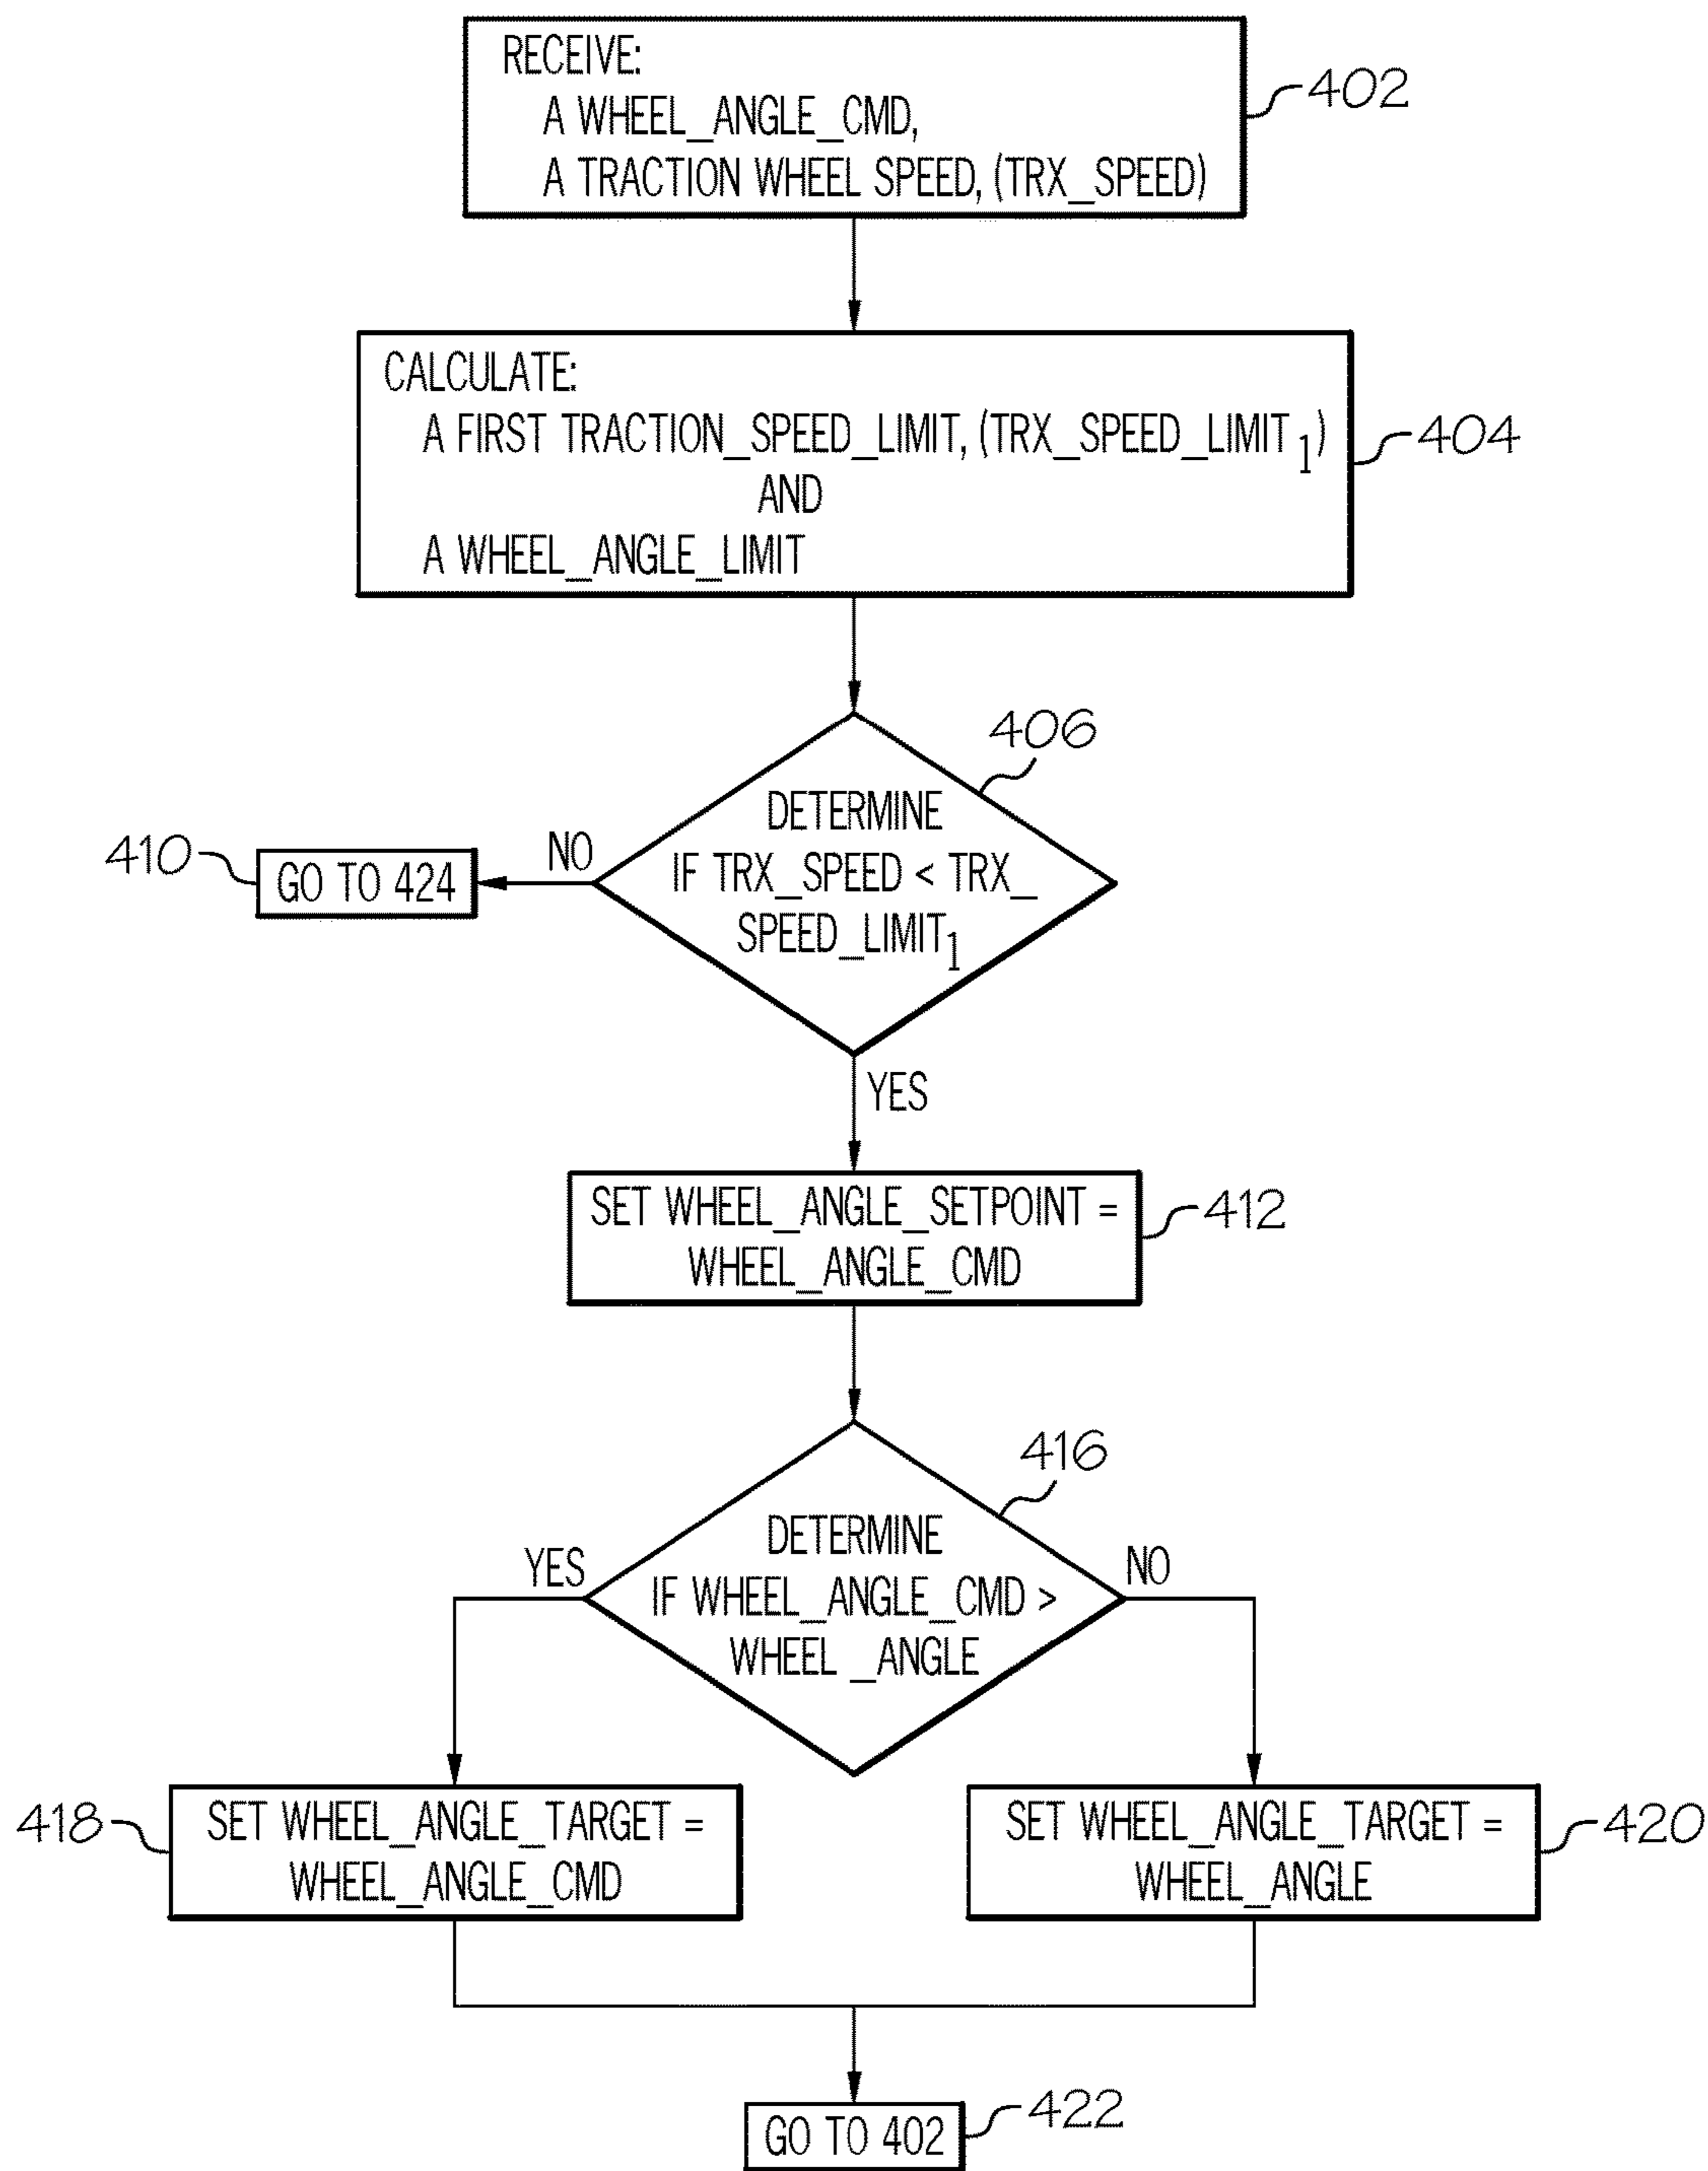 RECEIVE:
A WHEEL_ANGLE_CMD,
A TRACTION WHEEL SPEED, (TRX_SPEED)
402
CALCULATE:
A FIRST TRACTION_SPEED_LIMIT, (TRX_SPEED_LIMIT1)
AND
A WHEEL_ANGLE_LIMIT
404
406
DETERMINE
IF TRX_SPEED < TRX_
SPEED_LIMIT1
NO
410
GO TO 424
YES
SET WHEEL_ANGLE_SETPOINT =
WHEEL_ANGLE_CMD
412
416
DETERMINE
IF WHEEL_ANGLE_CMD >
WHEEL_ANGLE
YES
NO
418
SET WHEEL_ANGLE_TARGET =
WHEEL_ANGLE_CMD
SET WHEEL_ANGLE_TARGET =
WHEEL_ANGLE
420
GO TO 402
422